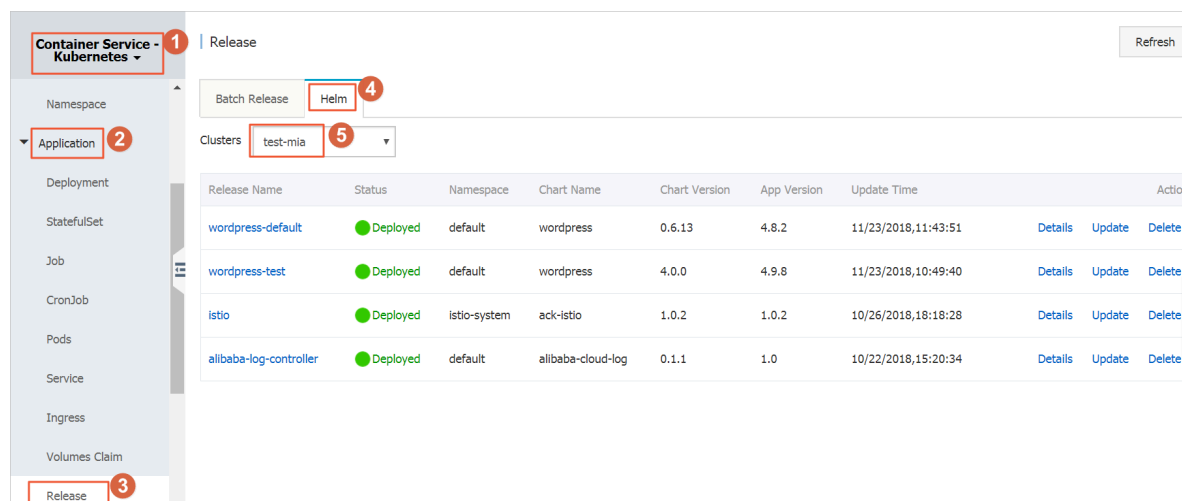 Container Service -
Kubernetes
1
Release
Refresh
Namespace
Application
2
Deployment
StatefulSet
Job
CronJob
Pods
Service
Ingress
Volumes Claim
Release
3
Batch Release
Helm
4
Clusters
test-mia
5
Release Name Status Namespace Chart Name Chart Version App Version Update Time Actio
wordpress-default Deployed default wordpress 0.6.13 4.8.2 11/23/2018,11:43:51 Details Update Delete
wordpress-test Deployed default wordpress 4.0.0 4.9.8 11/23/2018,10:49:40 Details Update Delete
istio Deployed istio-system ack-istio 1.0.2 1.0.2 10/26/2018,18:18:28 Details Update Delete
alibaba-log-controller Deployed default alibaba-cloud-log 0.1.1 1.0 10/22/2018,15:20:34 Details Update Delete